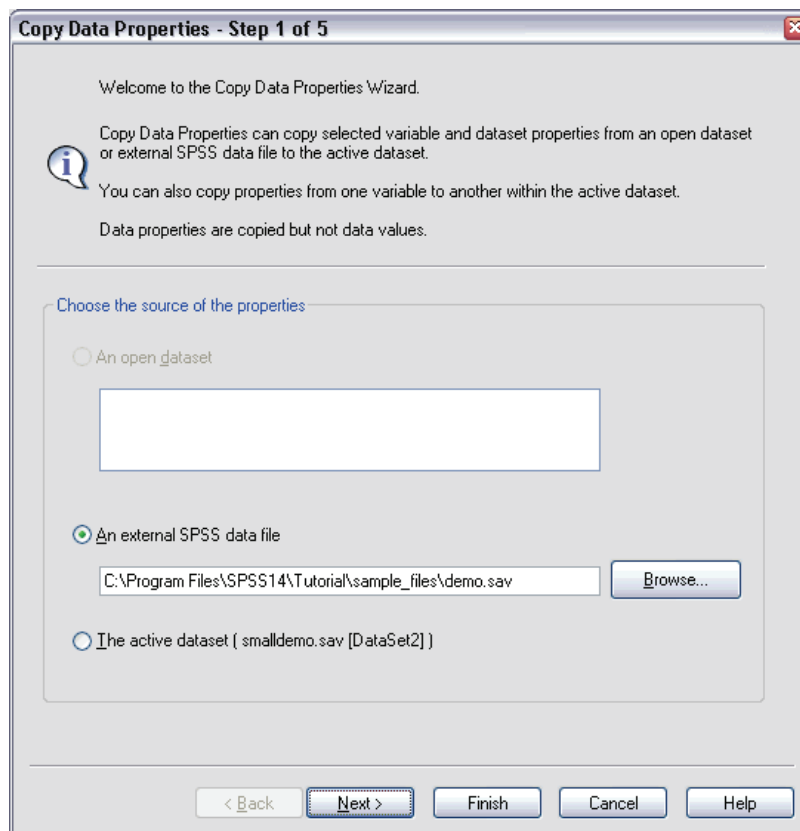 Copy Data Properties - Step 1 of 5
Welcome to the Copy Data Properties Wizard.
Copy Data Properties can copy selected variable and dataset properties from an open dataset
or external SPSS data file to the active dataset.
You can also copy properties from one variable to another within the active dataset.
Data properties are copied but not data values.
Choose the source of the properties
An open dataset
An external SPSS data file
C:\Program Files\SPSS14\Tutorial\sample_files\demo.sav
Browse...
The active dataset ( smalldemo.sav [DataSet2] )
< Back
Next >
Finish
Cancel
Help